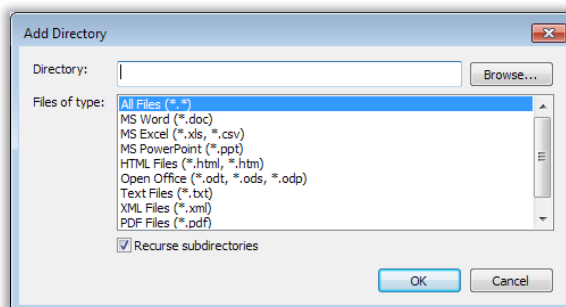 Add Directory
Directory:
Browse...
Files of type:
All Files (*.*)
MS Word (*.doc)
MS Excel (*.xls, *.csv)
MS PowerPoint (*.ppt)
HTML Files (*.html, *.htm)
Open Office (*.odt, *.ods, *.odp)
Text Files (*.txt)
XML Files (*.xml)
PDF Files (*.pdf)
Recurse subdirectories
OK
Cancel